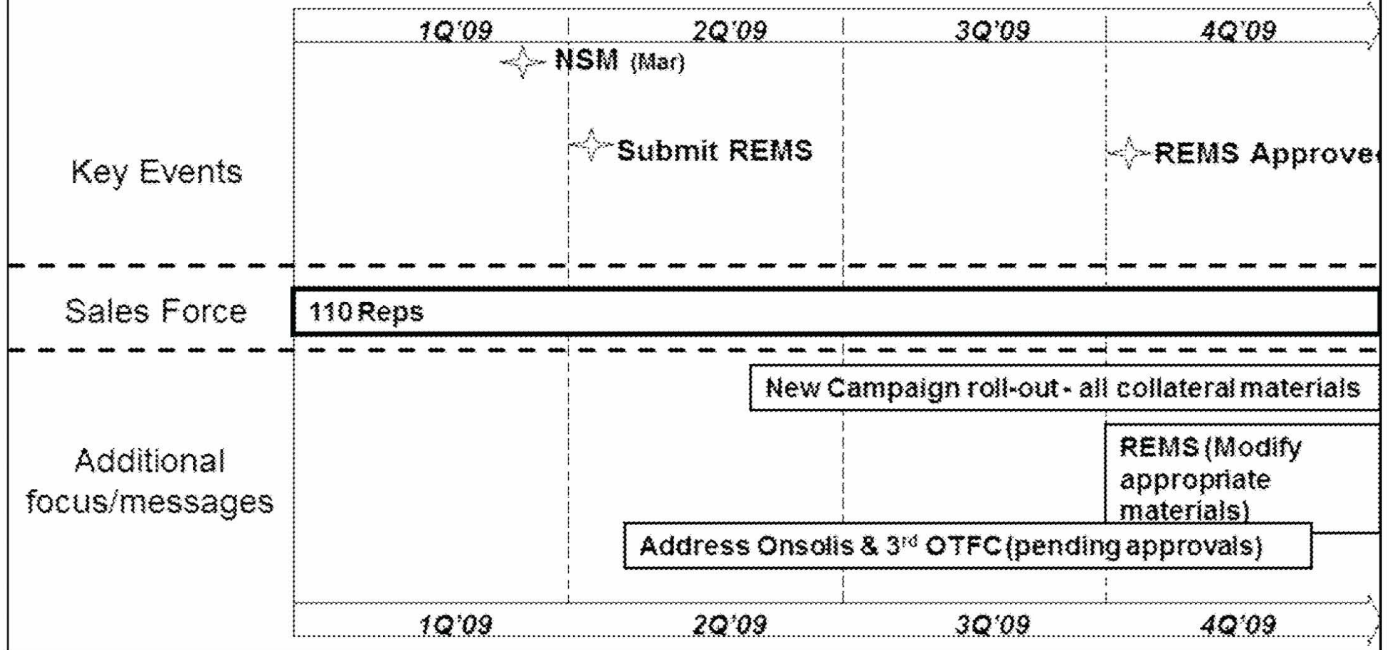 1Q'09 2Q'09 3Q'09 4Q'09
NSM (Mar)
Key Events
Submit REMS
REMS Approve
Sales Force
110 Reps
New Campaign roll-out - all collateral materials
Additional
focus/messages
REMS (Modify
appropriate
materials)
Address Onsolis & 3rd OTFC (pending approvals)
1Q'09 2Q'09 3Q'09 4Q'09